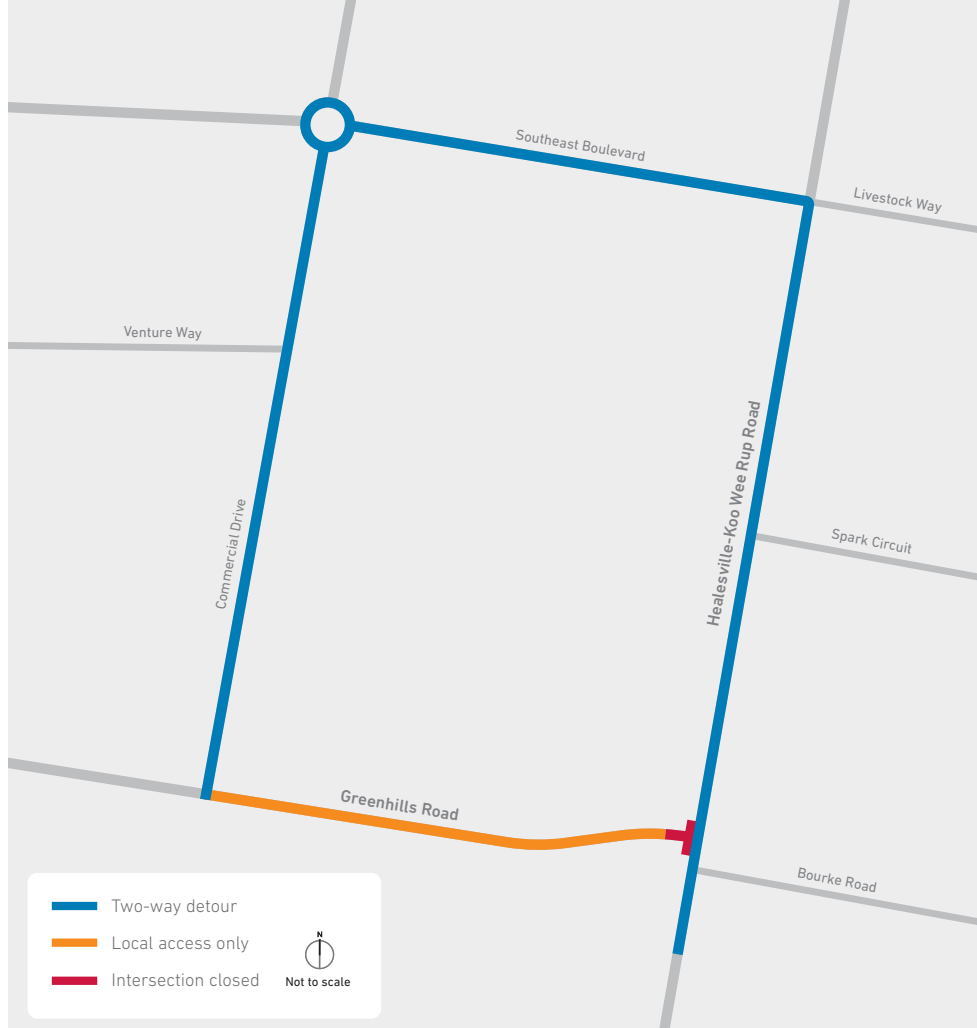 Southeast Boulevard
Livestock Way
Venture Way
Healesville-Koo Wee Rup Road
Commercial Drive
Spark Circuit
Greenhills Road
Bourke Road
Two-way detour
Local access only
Intersection closed
N
Not to scale